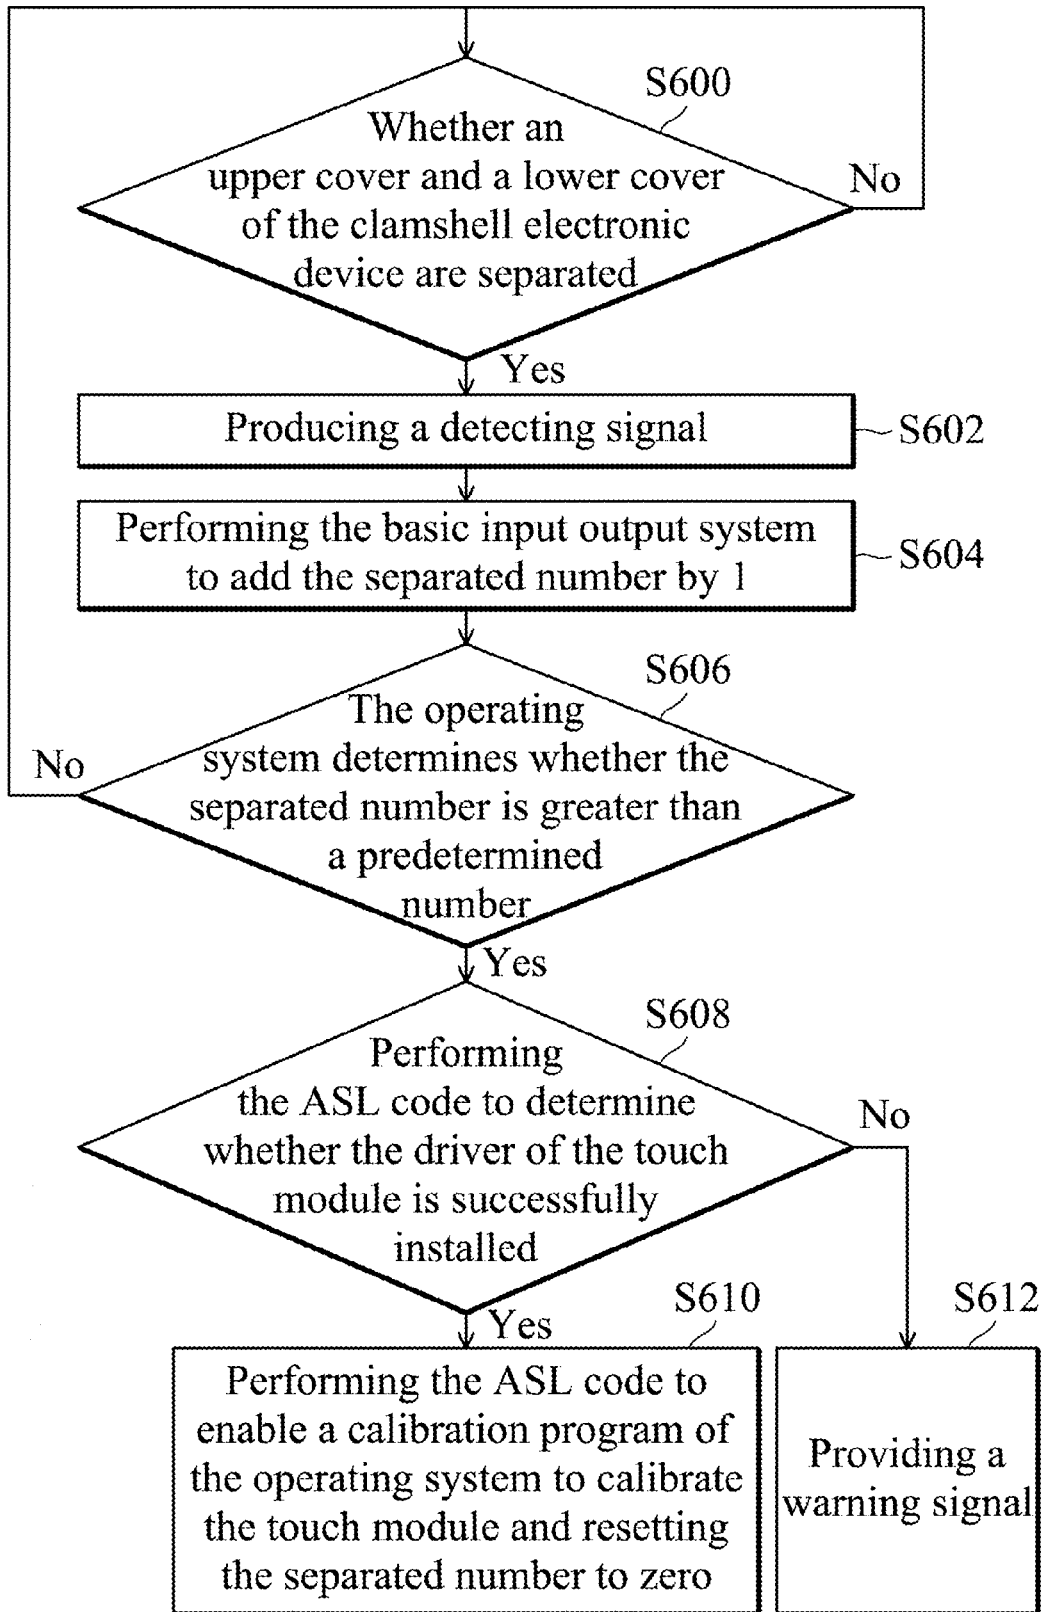 S600
Whether an
upper cover and a lower cover
of the clamshell electronic
device are separated
No
Yes
Producing a detecting signal
S602
Performing the basic input output system
to add the separated number by 1
S604
S606
The operating
system determines whether the
separated number is greater than
a predetermined
number
No
Yes
S608
Performing
the ASL code to determine
whether the driver of the touch
module is successfully
installed
No
Yes
S610
Performing the ASL code to
enable a calibration program of
the operating system to calibrate
the touch module and resetting
the separated number to zero
S612
Providing a
warning signal